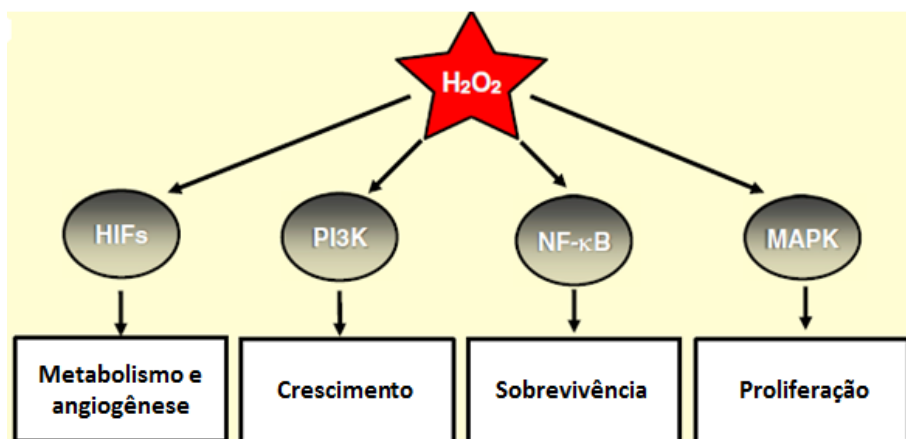 H₂O₂
HIFs
PI3K
NF-κB
MAPK
Metabolismo e
angiogênese
Crescimento
Sobrevivência
Proliferação